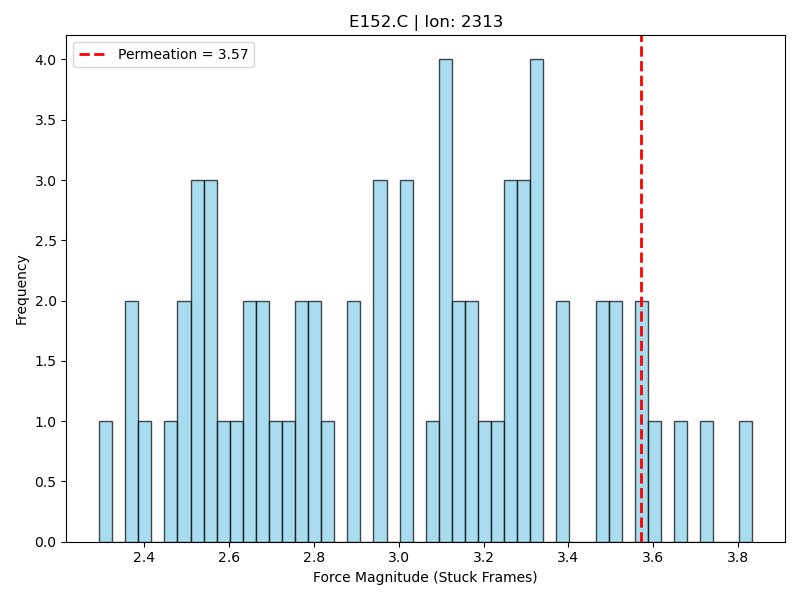 E152.C | Ion: 2313
Permeation = 3.57
4.0
3.5
3.0
2.5
2.0
1.5
1.0
0.5
0.0
Frequency
2.4 2.6 2.8 3.0 3.2 3.4 3.6 3.8
Force Magnitude (Stuck Frames)